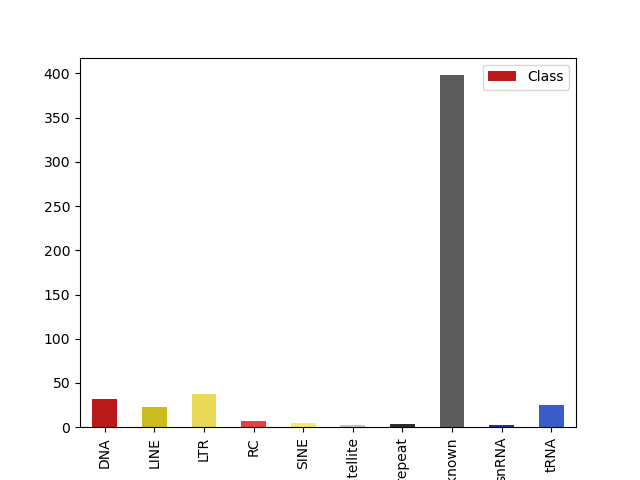 400
350
300
250
200
150
100
50
0
Class
DNA
LINE
LTR
RC
SINE
tellite
repeat
known
snRNA
tRNA